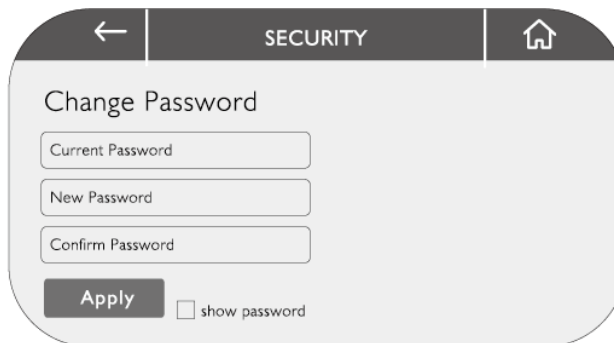 SECURITY
Change Password
Current Password
New Password
Confirm Password
Apply
show password